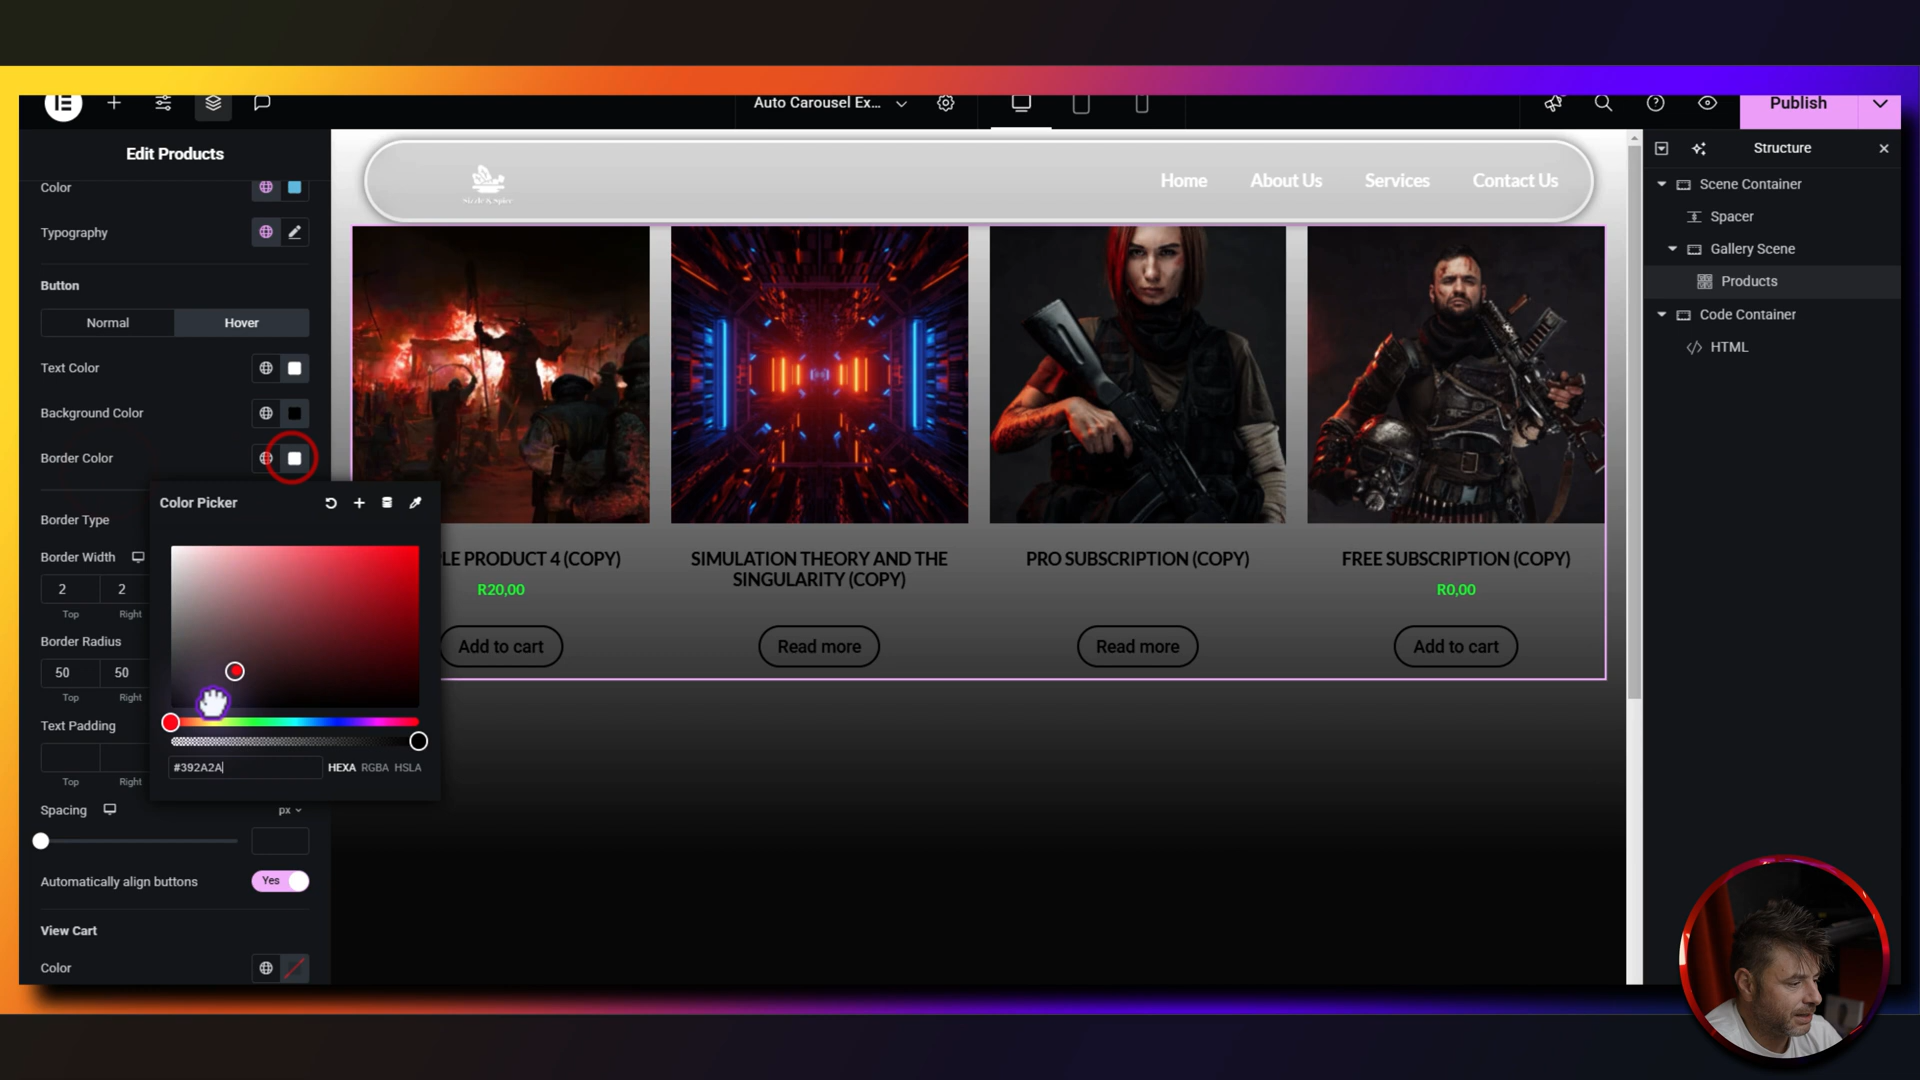 Auto Carousel Ex...
Publish
Edit Products
Color
Typography
Button
Normal
Hover
Text Color
Background Color
Border Color
Color Picker
Border Type
Border Width
2
2
Top
Right
Border Radius
50
50
Top
Right
Text Padding
Top
Right
#392A2A
HEXA RGBA HSLA
Spacing
px
Automatically align buttons
Yes
View Cart
Color
Home
About Us
Services
Contact Us
LE PRODUCT 4 (COPY)
R20,00
Add to cart
SIMULATION THEORY AND THE
SINGULARITY (COPY)
Read more
PRO SUBSCRIPTION (COPY)
Read more
FREE SUBSCRIPTION (COPY)
R0,00
Add to cart
Structure
Scene Container
Spacer
Gallery Scene
Products
Code Container
HTML